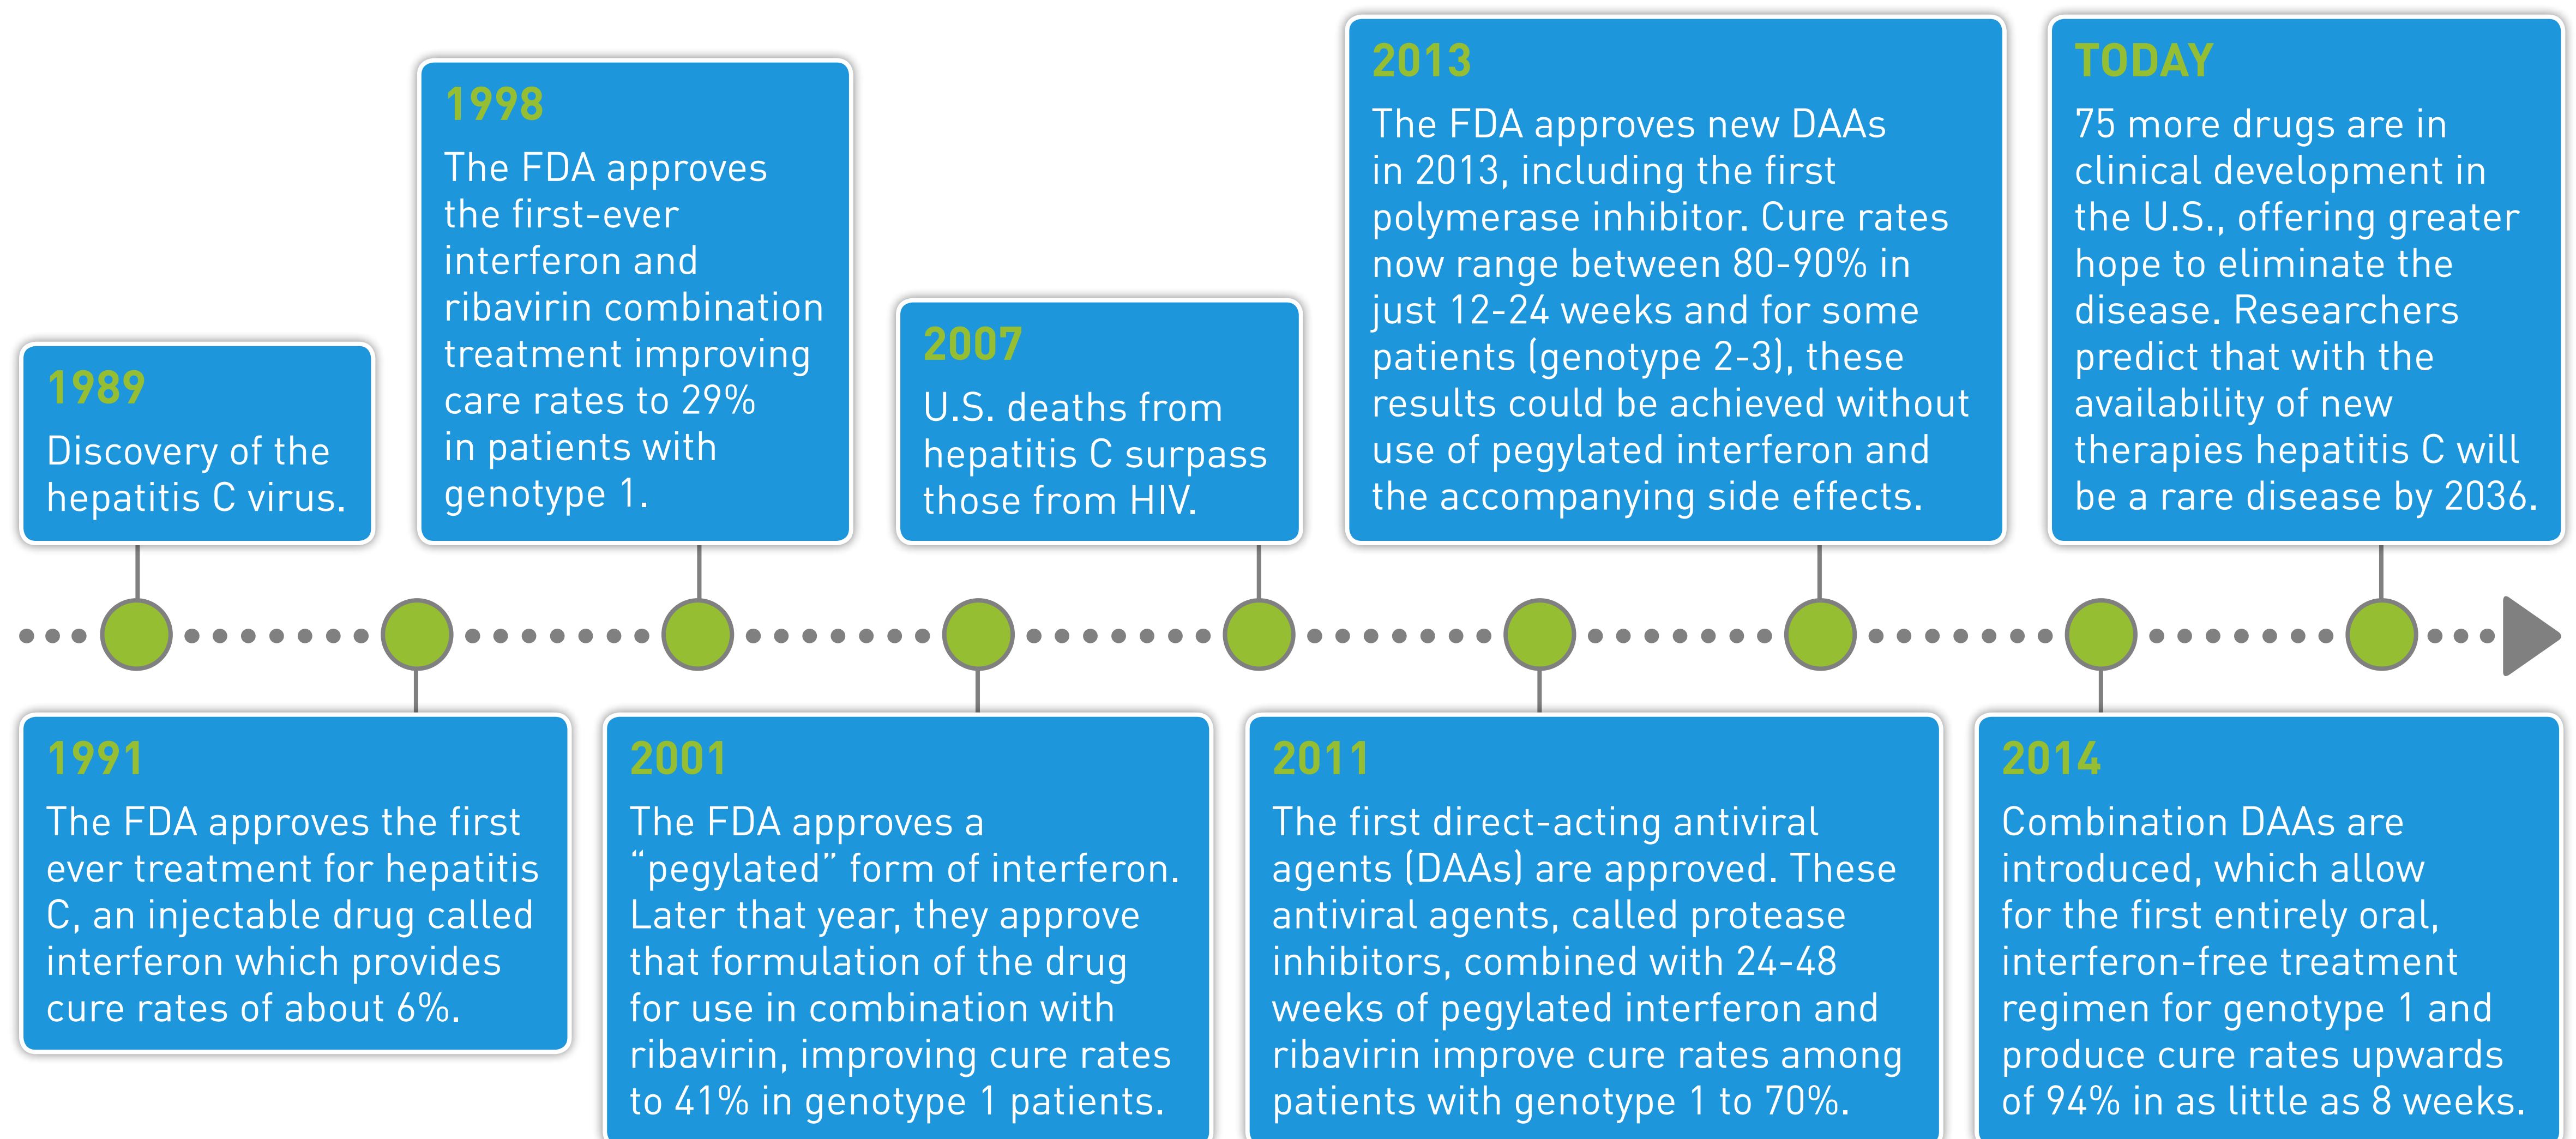 1989
Discovery of the
hepatitis C virus.
1991
The FDA approves the first
ever treatment for hepatitis
C, an injectable drug called
interferon which provides
cure rates of about 6%.
1998
The FDA approves
the first-ever
interferon and
ribavirin combination
treatment improving
care rates to 29%
in patients with
genotype 1.
2001
The FDA approves a
“pegylated” form of interferon.
Later that year, they approve
that formulation of the drug
for use in combination with
ribavirin, improving cure rates
to 41% in genotype 1 patients.
2007
U.S. deaths from
hepatitis C surpass
those from HIV.
2011
The first direct-acting antiviral
agents (DAAs) are approved. These
antiviral agents, called protease
inhibitors, combined with 24-48
weeks of pegylated interferon and
ribavirin improve cure rates among
patients with genotype 1 to 70%.
2013
The FDA approves new DAAs
in 2013, including the first
polymerase inhibitor. Cure rates
now range between 80-90% in
just 12-24 weeks and for some
patients (genotype 2-3), these
results could be achieved without
use of pegylated interferon and
the accompanying side effects.
2014
Combination DAAs are
introduced, which allow
for the first entirely oral,
interferon-free treatment
regimen for genotype 1 and
produce cure rates upwards
of 94% in as little as 8 weeks.
TODAY
75 more drugs are in
clinical development in
the U.S., offering greater
hope to eliminate the
disease. Researchers
predict that with the
availability of new
therapies hepatitis C will
be a rare disease by 2036.